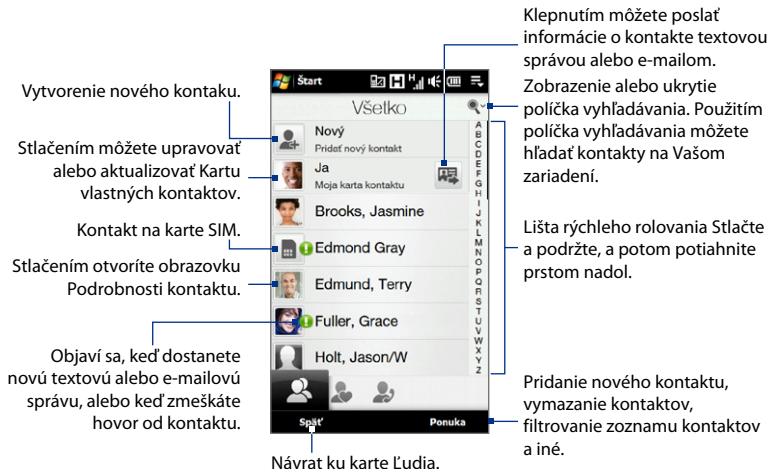 Klepnutím môžete poslať
informácie o kontakte textovou
správou alebo e-mailom.
Zobrazenie alebo ukrytie
políčka vyhľadávania. Použitím
políčka vyhľadávania môžete
hľadať kontakty na Vašom
zariadení.
Lišta rýchleho rolovania Stlačte
a podržte, a potom potiahnite
prstom nadol.
Pridanie nového kontaktu,
vymazanie kontaktov,
filtrovanie zoznamu kontaktov
a iné.
Vytvorenie nového kontaku.
Stlačením môžete upravovať
alebo aktualizovať Kartu
vlastných kontaktov.
Kontakt na karte SIM.
Stlačením otvoríte obrazovku
Podrobnosti kontaktu.
Objaví sa, keď dostanete
novú textovú alebo e-mailovú
správu, alebo keď zmeškáte
hovor od kontaktu.
Štart
H
H
Všetko
Nový
Pridať nový kontakt
Ja
Moja karta kontaktu
Brooks, Jasmine
Edmond Gray
Edmund, Terry
Fuller, Grace
Holt, Jason/W
A
B
C
D
E
F
G
H
I
J
K
L
M
N
O
P
Q
R
S
T
U
V
W
X
Y
Z
Späť
Ponuka
Návrat ku karte Ľudia.